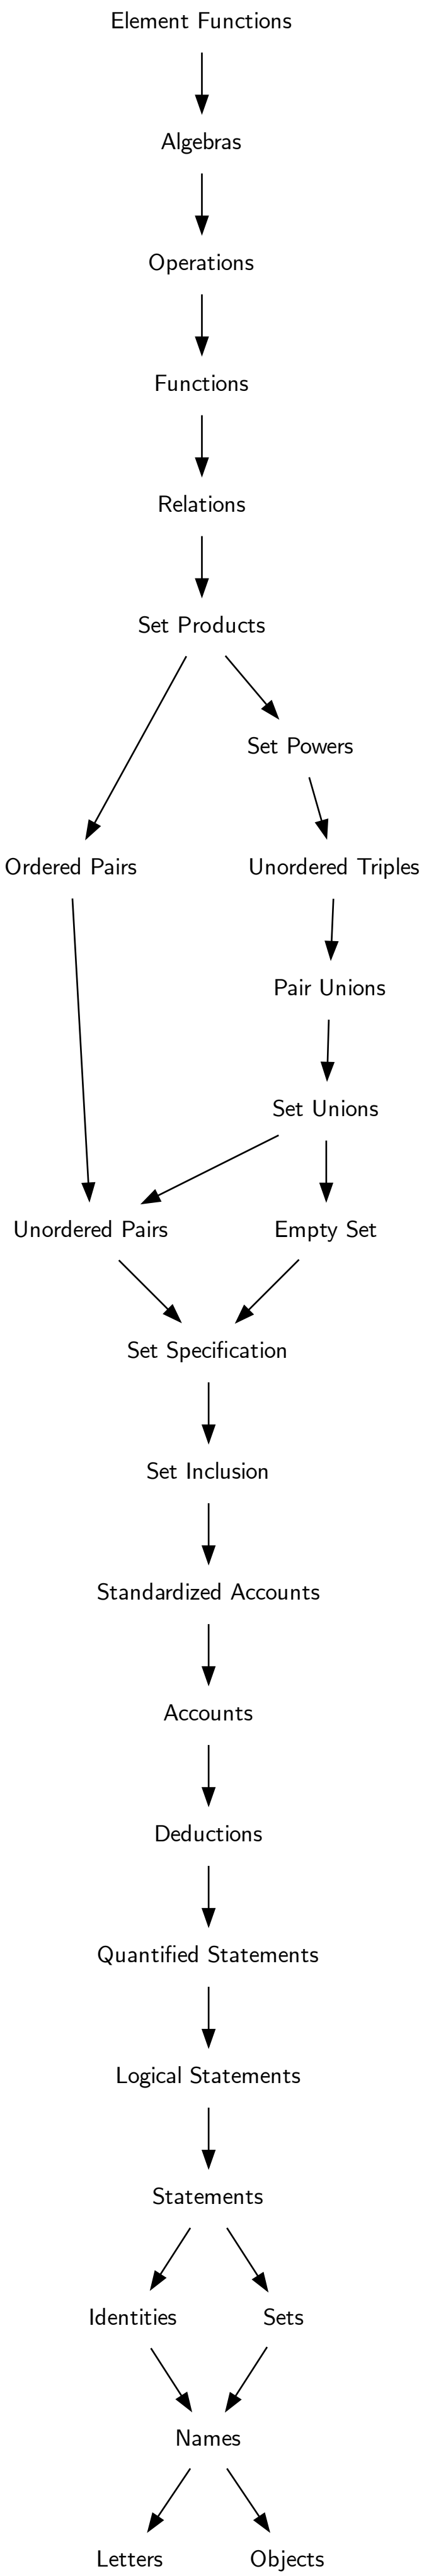 Element Functions
Algebras
Operations
Functions
Relations
Set Products
Set Powers
Ordered Pairs
Unordered Triples
Pair Unions
Set Unions
Unordered Pairs
Empty Set
Set Specification
Set Inclusion
Standardized Accounts
Accounts
Deductions
Quantified Statements
Logical Statements
Statements
Identities
Sets
Names
Letters
Objects